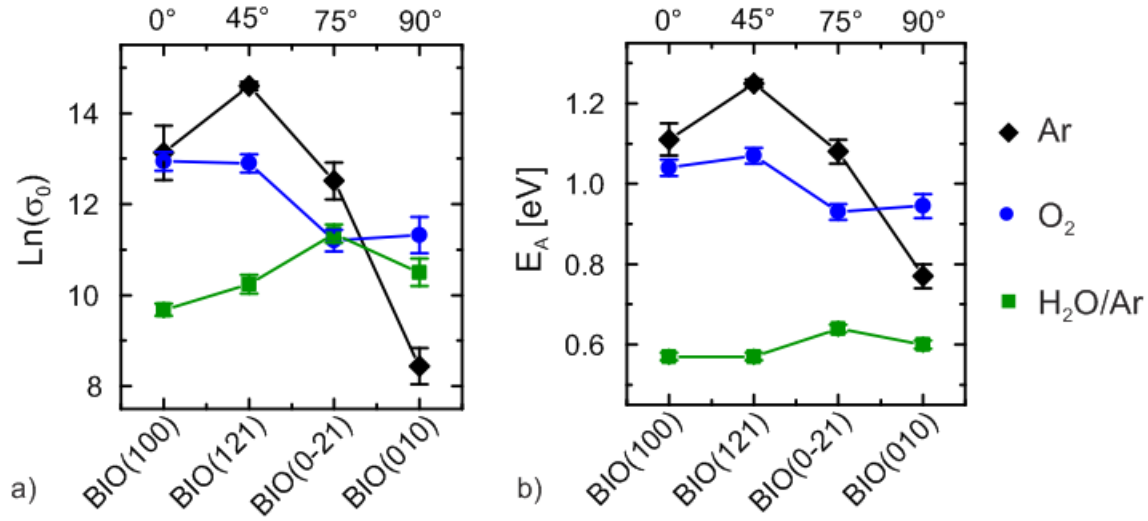 0° 45° 75° 90°
14
12
10
8
Ln(σ₀)
BIO(100) BIO(121) BIO(0-21) BIO(010)
a)
0° 45° 75° 90°
1.2
1.0
0.8
0.6
E_A [eV]
BIO(100) BIO(121) BIO(0-21) BIO(010)
b)
Ar
O₂
H₂O/Ar